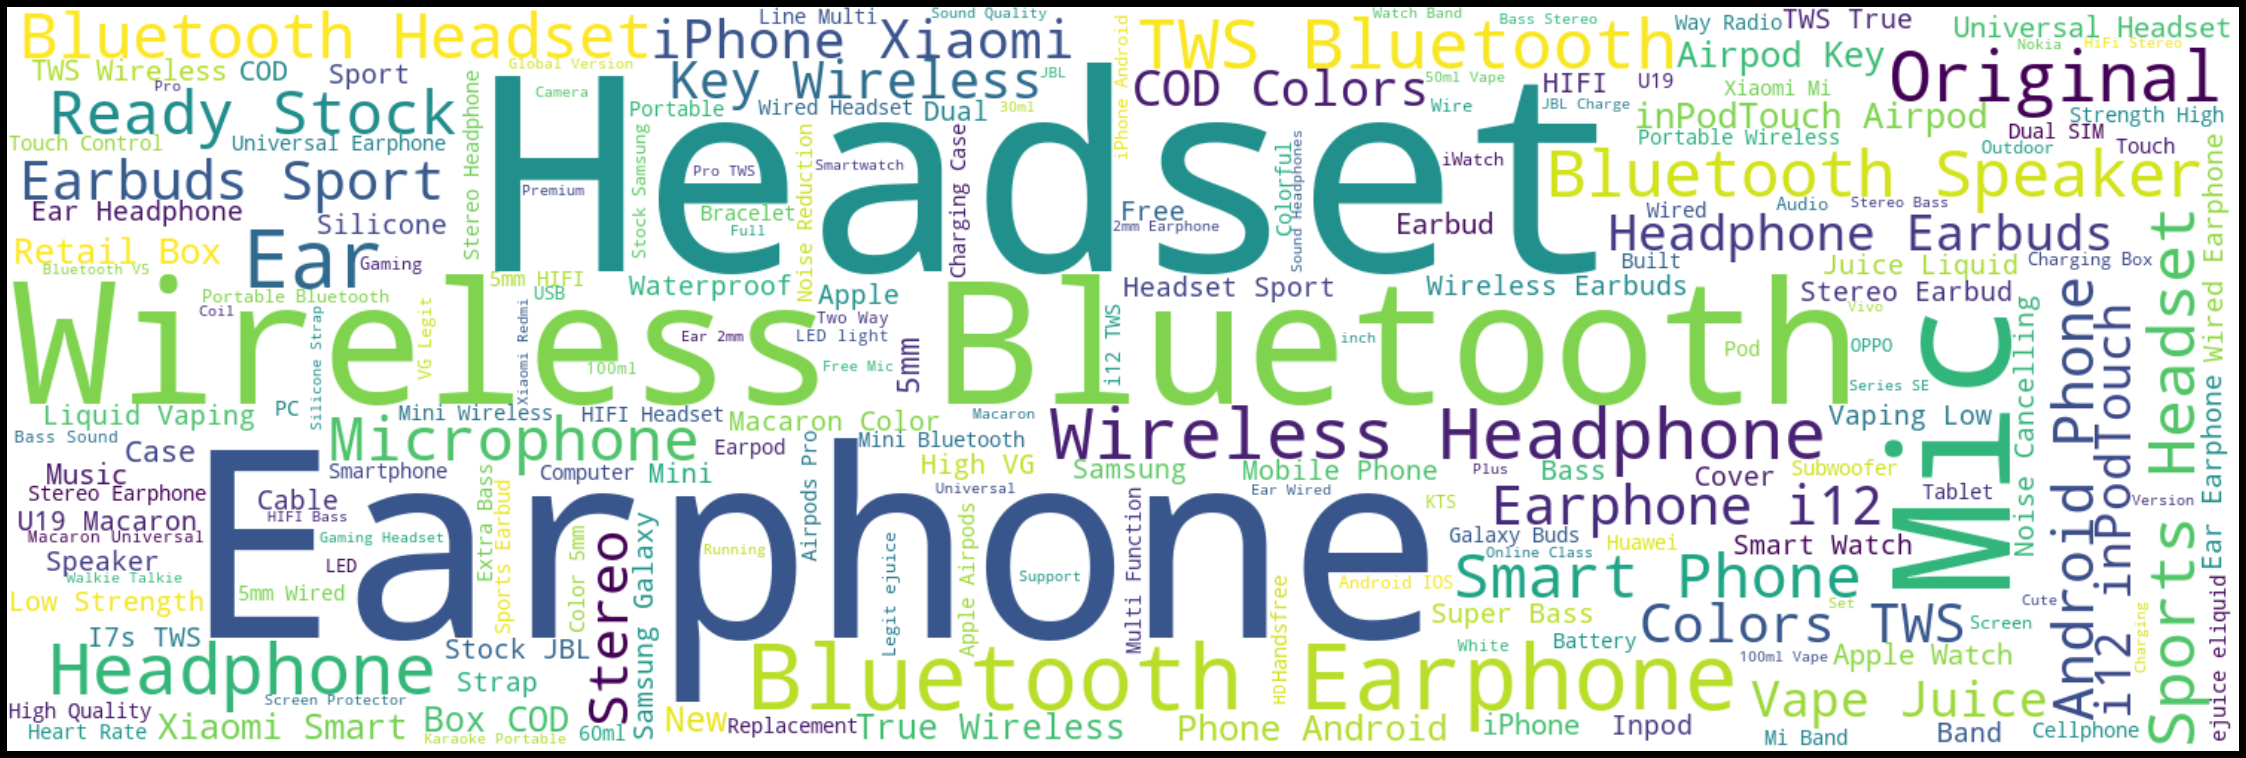 Bluetooth Headset
iPhone Xiaomi
Line Multi
Sound Quality
iPhone Android
TWS Bluetooth
Watch Band
Bass Stereo
Way Radio
TWS True
Universal Headset
Nokia
HiFi Stereo
TWS Wireless
COD
Sport
Pro
Global Version
Key Wireless
JBL
COD Colors
50ml Vape
HIFI
U19
Airpod Key
Xiaomi Mi
Original
Ready Stock
Stereo Headphone
Headset
Camera
Portable
Wired Headset
Dual
30ml
Wire
JBL Charge
inPodTouch Airpod
Strength High
Touch Control
Universal Earphone
Stock Samsung
Noise Reduction
Smartwatch
Charging Case
Colorful
Sound Headphones
iWatch
Portable Wireless
Dual SIM
Outdoor
Touch
Wired Earphone
Earbuds Sport
Pro TWS
Premium
Bluetooth Speaker
Ear Headphone
Silicone
Bracelet
Full
Free
2mm Earphone
Earbud
Wired
Audio
Stereo Bass
Retail Box
Ear
Gaming
Headphone Earbuds
Sports Headset
Bluetooth V5
5mm HIFI
USB
Waterproof
Apple
Headset Sport
Wireless Earbuds
Built
Juice Liquid
Charging Box
Stereo Earbud
Portable Bluetooth
Coil
Wireless Bluetooth
Silicone Strap
VG Legit
Xiaomi Redmi
Two Way
LED light
Ear 2mm
100ml
Free Mic
5mm
i12 TWS
inch
Pod
Vivo
OPPO
Series SE
Mic
Noise Cancelling
Android Phone
i12 inPodTouch
Ear Earphone
Liquid Vaping
PC
Mini Wireless
HIFI Headset
Macaron Color
Macaron
Wireless Headphone
Vaping Low
Bass Sound
Case
Microphone
Earpod
Airpods Pro
Mini Bluetooth
Music
Smartphone
Computer
Mini
High VG
Samsung
Mobile Phone
Plus
Bass
Cover
Subwoofer
Stereo Earphone
Cable
Extra Bass
Earphone
Universal
Ear Wired
KTS
Earphone i12
Tablet
Version
U19 Macaron
HIFI Bass
Macaron Universal
Gaming Headset
Sports Earbud
Color 5mm
Stereo
Samsung Galaxy
Running
Legit ejuice
Apple Airpods
Support
Multi Function
Handsfree
Galaxy Buds
Online Class
Huawei
Smart Watch
Speaker
LED
Walkie Talkie
Android IOS
Smart Phone
Low Strength
5mm Wired
Super Bass
Set
Cute
Charging
ejuice eliquid
I7s TWS
Stock JBL
White
Battery
Colors TWS
Screen
Headphone
Strap
Bluetooth Earphone
HD
100ml Vape
Apple Watch
Screen Protector
High Quality
Heart Rate
Xiaomi Smart
Box COD
Karaoke Portable
60ml
New
Replacement
True Wireless
Phone Android
iPhone
Inpod
Vape Juice
Mi Band
Band
Cellphone